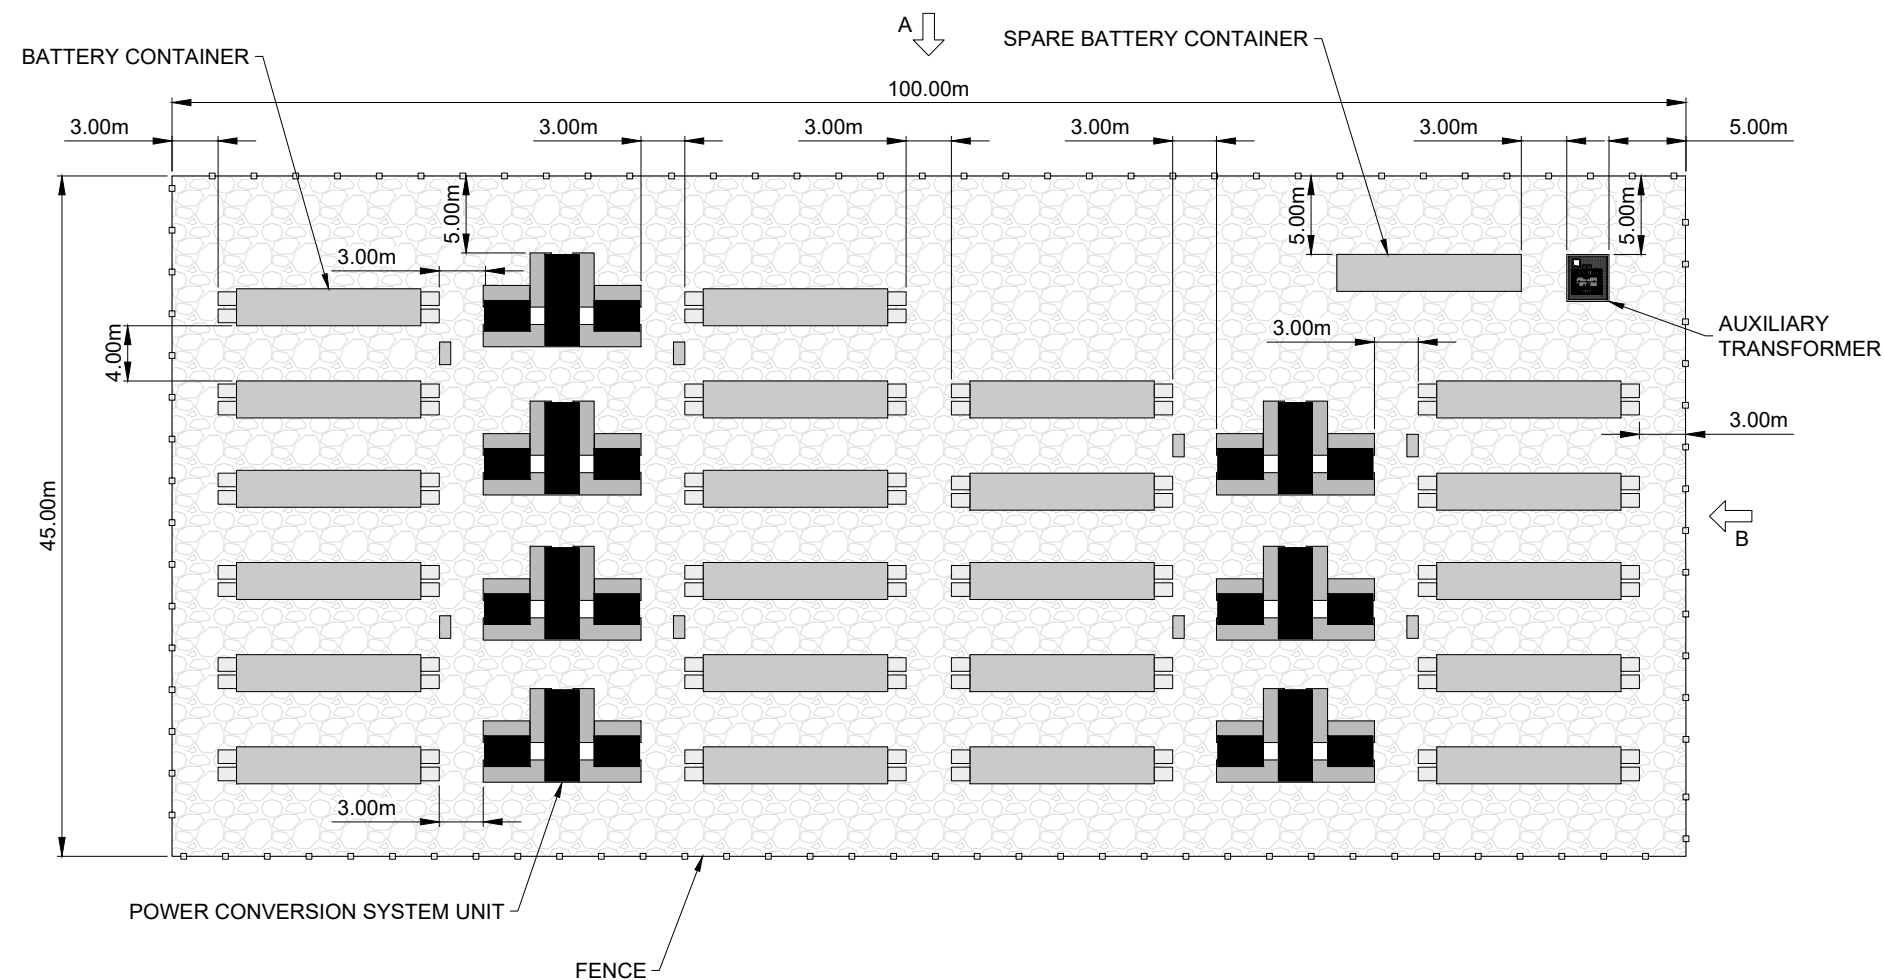 A
SPARE BATTERY CONTAINER
BATTERY CONTAINER
100.00m
3.00m
3.00m
3.00m
3.00m
3.00m
5.00m
5.00m
5.00m
5.00m
3.00m
3.00m
AUXILIARY
TRANSFORMER
4.00m
3.00m
45.00m
B
3.00m
POWER CONVERSION SYSTEM UNIT
FENCE